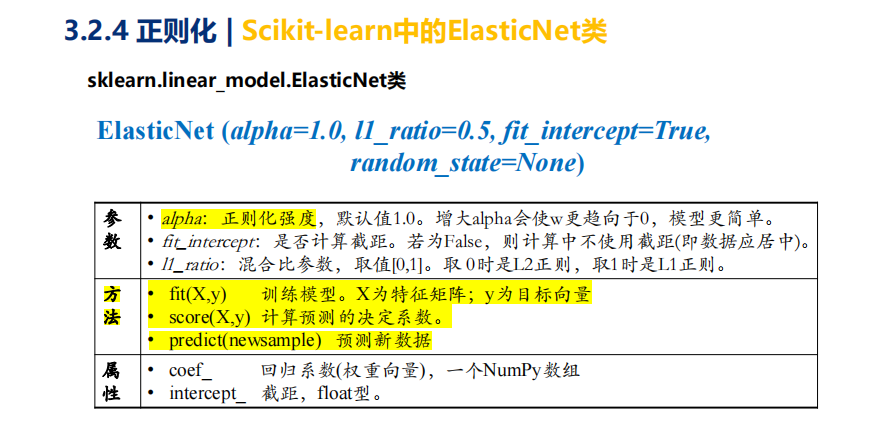 3.2.4 正则化 | Scikit-learn中的ElasticNet类
sklearn.linear_model.ElasticNet类
ElasticNet (alpha=1.0, l1_ratio=0.5, fit_intercept=True,
random_state=None)
参数
• alpha：正则化强度，默认值1.0。增大alpha会使w更趋向于0，模型更简单。
• fit_intercept：是否计算截距。若为False，则计算中不使用截距(即数据应居中)。
• l1_ratio：混合比参数，取值[0,1]。取 0时是L2正则，取1时是L1正则。
方法
• fit(X,y) 训练模型。X为特征矩阵；y为目标向量
• score(X,y) 计算预测的决定系数。
• predict(newsample) 预测新数据
属性
• coef_ 回归系数(权重向量)，一个NumPy数组
• intercept_ 截距，float型。